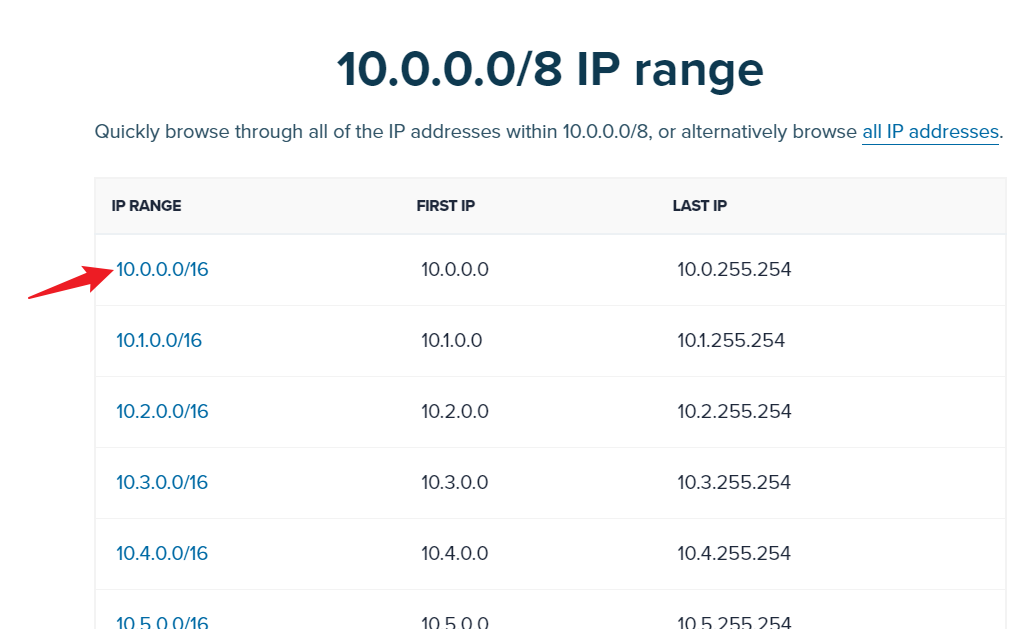 10.0.0.0/8 IP range
Quickly browse through all of the IP addresses within 10.0.0.0/8, or alternatively browse all IP addresses.
IP RANGE FIRST IP LAST IP
10.0.0.0/16 10.0.0.0 10.0.255.254
10.1.0.0/16 10.1.0.0 10.1.255.254
10.2.0.0/16 10.2.0.0 10.2.255.254
10.3.0.0/16 10.3.0.0 10.3.255.254
10.4.0.0/16 10.4.0.0 10.4.255.254
10.5.0.0/16 10.5.0.0 10.5.255.254